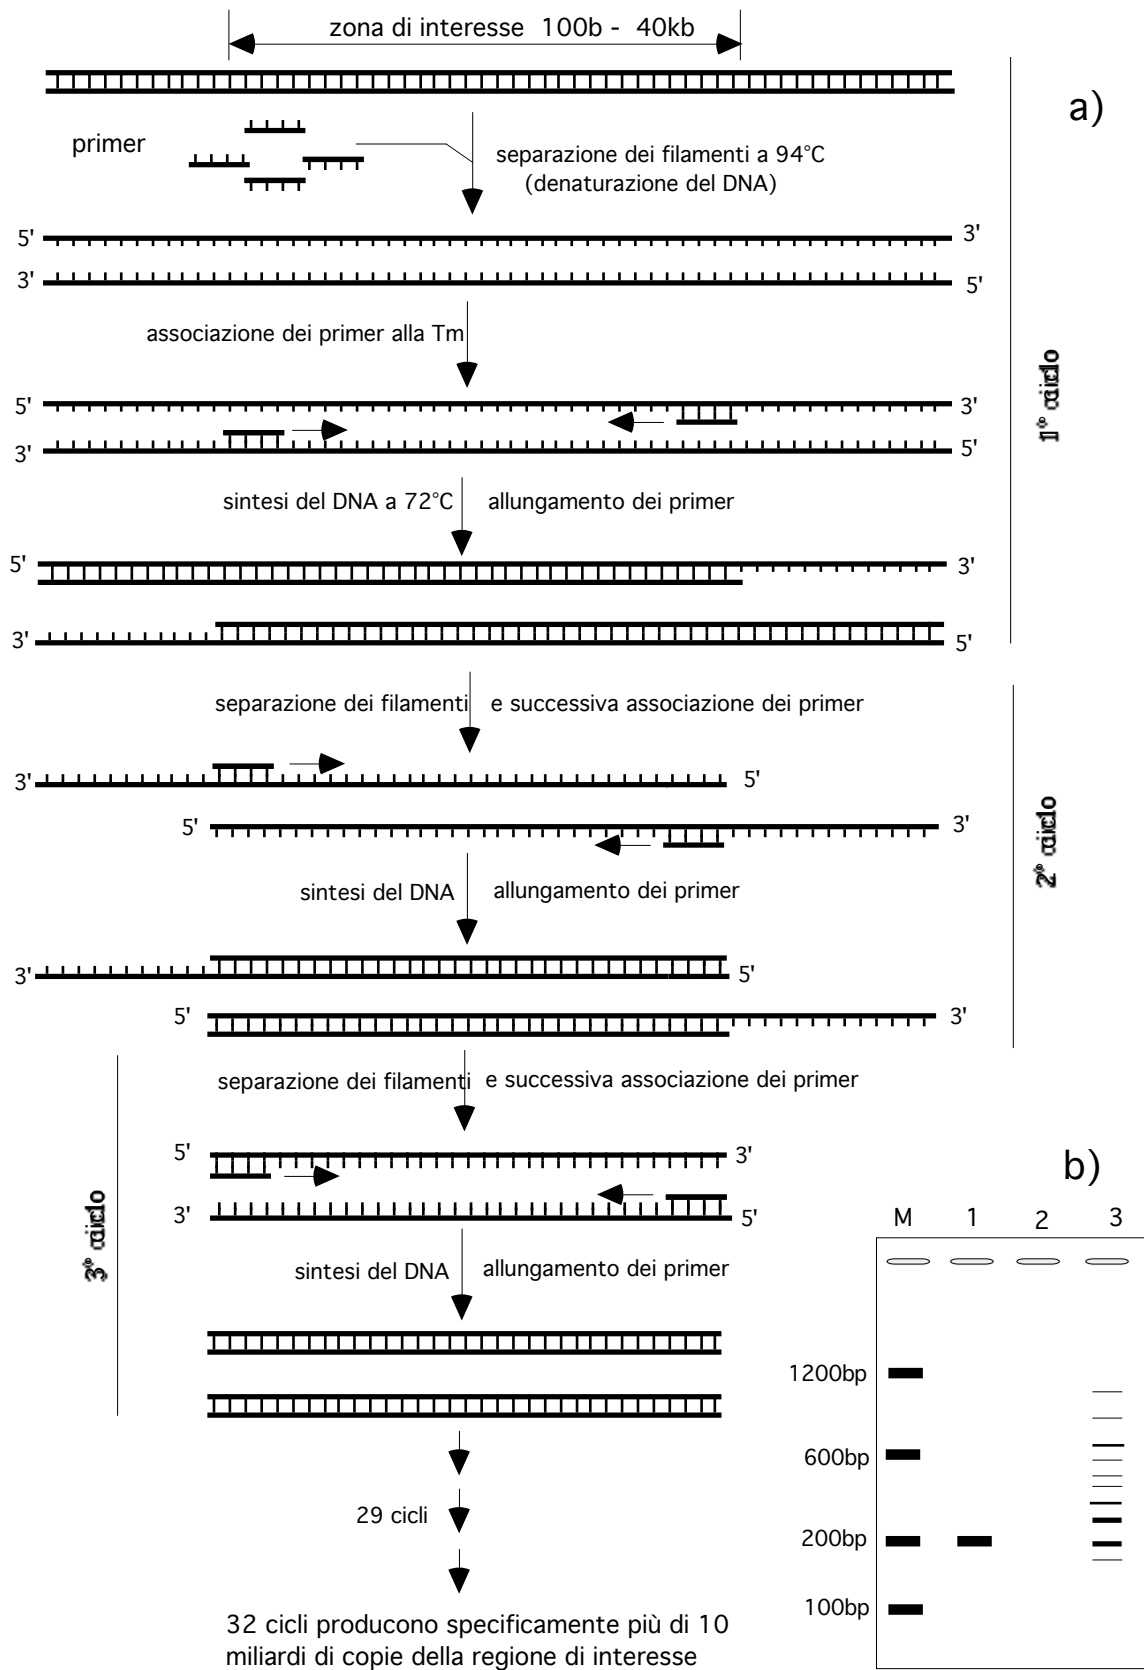 zona di interesse 100b - 40kb
a)
primer
separazione dei filamenti a 94°C
(denaturazione del DNA)
5' 3'
3' 5'
associazione dei primer alla Tm
1° ciclo
5' 3'
3' 5'
sintesi del DNA a 72°C allungamento dei primer
5' 3'
3' 5'
separazione dei filamenti e successiva associazione dei primer
3' 5'
5' 3'
2° ciclo
sintesi del DNA allungamento dei primer
3' 5'
5' 3'
separazione dei filamenti e successiva associazione dei primer
5' 3'
3' 5'
3° ciclo
sintesi del DNA allungamento dei primer
29 cicli
32 cicli producono specificamente più di 10
miliardi di copie della regione di interesse
b)
M 1 2 3
1200bp
600bp
200bp
100bp